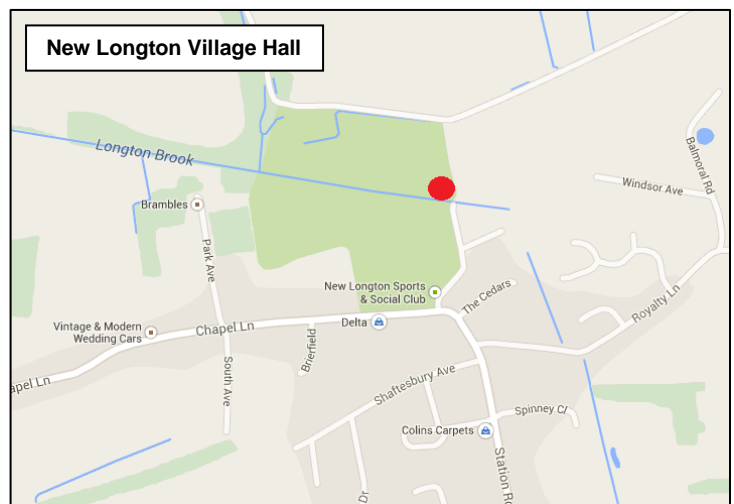 New Longton Village Hall
Longton Brook
Balmoral Rd
Windsor Ave
Brambles
Park Ave
New Longton Sports
& Social Club
The Cedars
Royalty Ln
Vintage & Modern
Wedding Cars
Chapel Ln
Delta
Brierfield
apel Ln
South Ave
Shaftesbury Ave
Spinney Cl
Colins Carpets
Station Ro
Dr